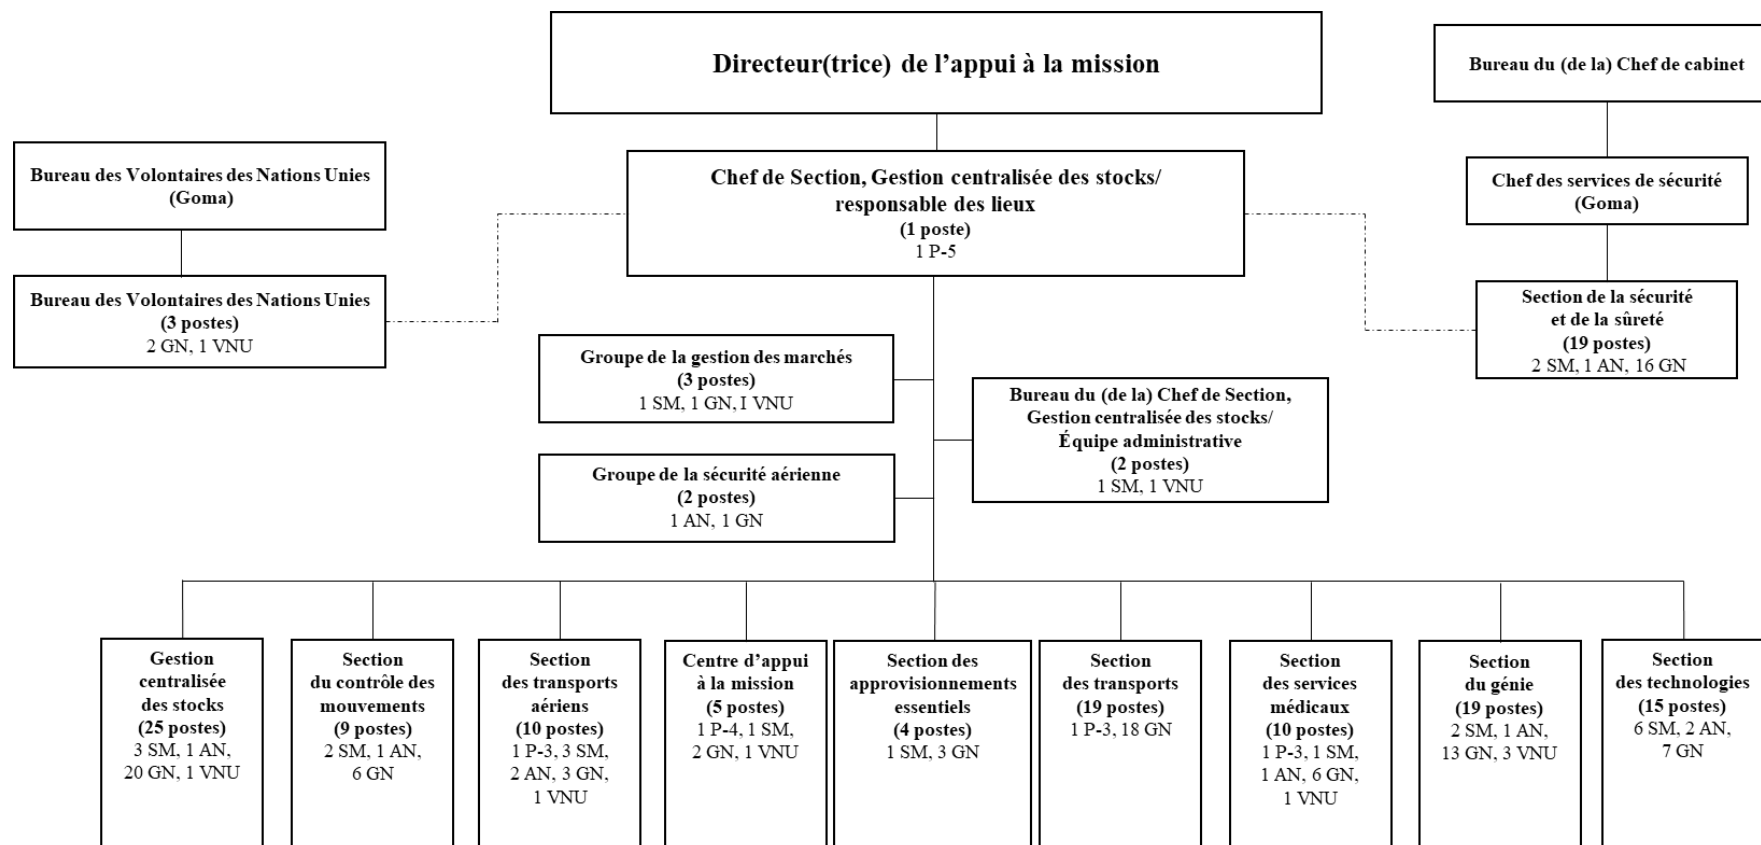 Directeur(trice) de l’appui à la mission
Bureau du (de la) Chef de cabinet
Bureau des Volontaires des Nations Unies
(Goma)
Chef de Section, Gestion centralisée des stocks/
responsable des lieux
(1 poste)
1 P-5
Chef des services de sécurité
(Goma)
Bureau des Volontaires des Nations Unies
(3 postes)
2 GN, 1 VNU
Section de la sécurité
et de la sûreté
(19 postes)
2 SM, 1 AN, 16 GN
Groupe de la gestion des marchés
(3 postes)
1 SM, 1 GN, I VNU
Bureau du (de la) Chef de Section,
Gestion centralisée des stocks/
Équipe administrative
(2 postes)
1 SM, 1 VNU
Groupe de la sécurité aérienne
(2 postes)
1 AN, 1 GN
Gestion
centralisée
des stocks
(25 postes)
3 SM, 1 AN,
20 GN, 1 VNU
Section
du contrôle des
mouvements
(9 postes)
2 SM, 1 AN,
6 GN
Section
des transports
aériens
(10 postes)
1 P-3, 3 SM,
2 AN, 3 GN,
1 VNU
Centre d’appui
à la mission
(5 postes)
1 P-4, 1 SM,
2 GN, 1 VNU
Section des
approvisionnements
essentiels
(4 postes)
1 SM, 3 GN
Section
des transports
(19 postes)
1 P-3, 18 GN
Section
des services
médicaux
(10 postes)
1 P-3, 1 SM,
1 AN, 6 GN,
1 VNU
Section
du génie
(19 postes)
2 SM, 1 AN,
13 GN, 3 VNU
Section
des technologies
(15 postes)
6 SM, 2 AN,
7 GN